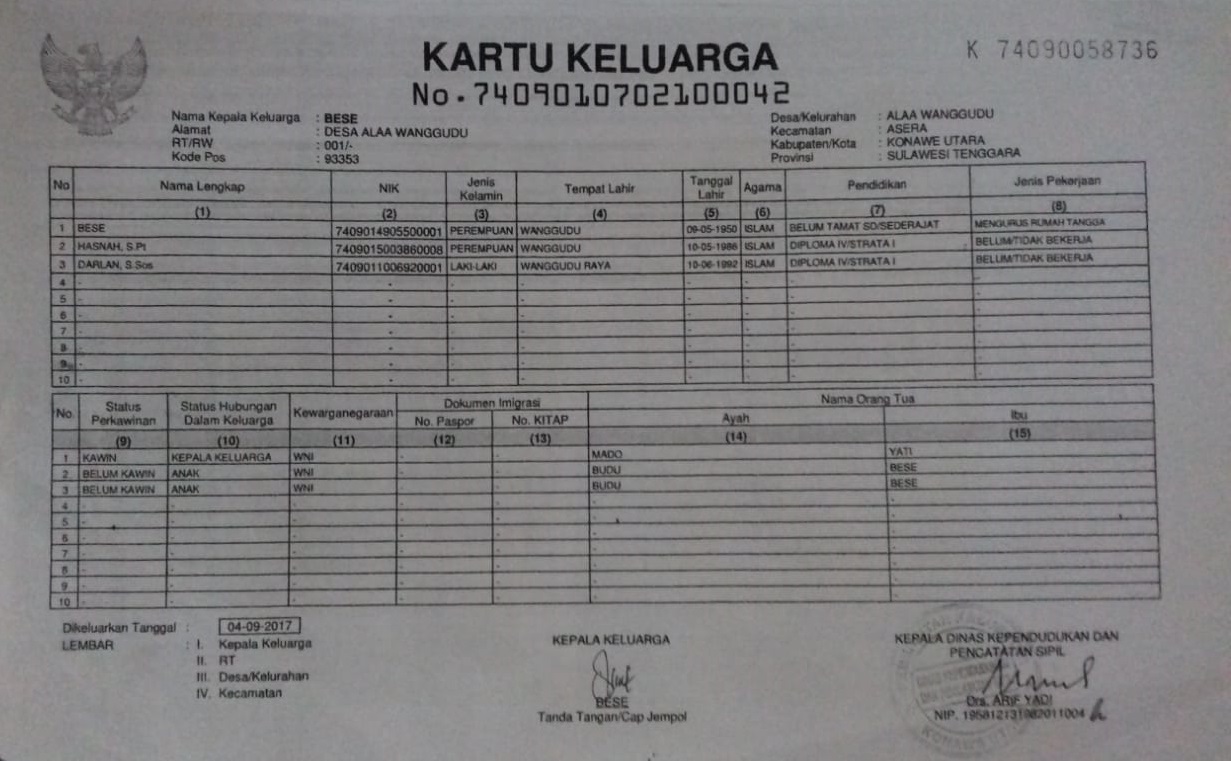 KARTU KELUARGA
K 74090058736
No. 7409010702100042
Nama Kepala Keluarga : BESE
Alamat : DESA ALAA WANGGUDU
RT/RW : 001/-
Kode Pos : 93353
Desa/Kelurahan : ALAA WANGGUDU
Kecamatan : ASERA
Kabupaten/Kota : KONAWE UTARA
Provinsi : SULAWESI TENGGARA
No Nama Lengkap NIK Jenis Kelamin Tempat Lahir Tanggal Lahir Agama Pendidikan Jenis Pekerjaan
(1) (2) (3) (4) (5) (6) (7) (8)
1 BESE 7409014905500001 PEREMPUAN WANGGUDU 09-05-1950 ISLAM BELUM TAMAT SD/SEDERAJAT MENGURUS RUMAH TANGGA
2 HASNAH, S.Pt 7409015003860008 PEREMPUAN WANGGUDU 10-05-1986 ISLAM DIPLOMA IV/STRATA I BELUM/TIDAK BEKERJA
3 DARLAN, S.Sos 7409011006920001 LAKI-LAKI WANGGUDU RAYA 10-06-1992 ISLAM DIPLOMA IV/STRATA I BELUM/TIDAK BEKERJA
4 - - - - - - - -
5 - - - - - - - -
6 - - - - - - - -
7 - - - - - - - -
8 - - - - - - - -
9 - - - - - - - -
10 - - - - - - - -
No. Status Perkawinan Status Hubungan Dalam Keluarga Kewarganegaraan Dokumen Imigrasi Nama Orang Tua
No. Paspor No. KITAP Ayah Ibu
(9) (10) (11) (12) (13) (14) (15)
1 KAWIN KEPALA KELUARGA WNI - - MADO YATI
2 BELUM KAWIN ANAK WNI - - BUDU BESE
3 BELUM KAWIN ANAK WNI - - BUDU BESE
4 - - - - - - -
5 - - - - - - -
6 - - - - - - -
7 - - - - - - -
8 - - - - - - -
9 - - - - - - -
10 - - - - - - -
Dikeluarkan Tanggal : 04-09-2017
LEMBAR : I. Kepala Keluarga
II. RT
III. Desa/Kelurahan
IV. Kecamatan
KEPALA KELUARGA
BESE
Tanda Tangan/Cap Jempol
KEPALA DINAS KEPENDUDUKAN DAN
PENCATATAN SIPIL
Drs. ARIF YADI
NIP. 195812131982011004